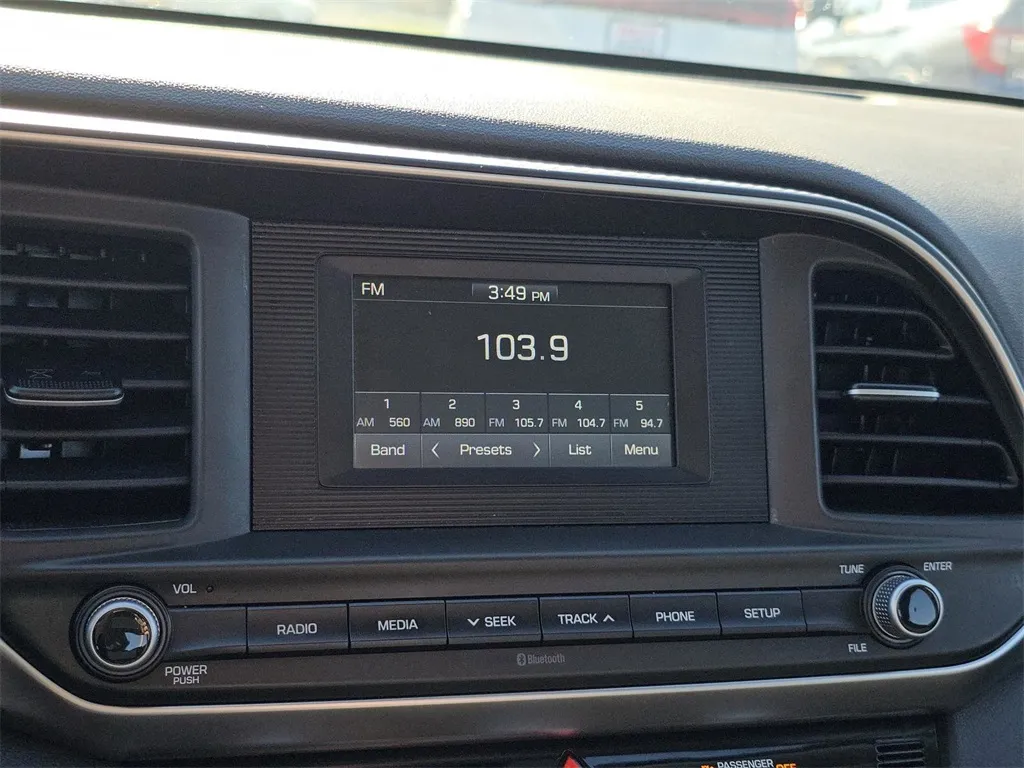 FM 3:49 PM
103.9
1 2 3 4 5
AM 560 AM 890 FM 105.7 FM 104.7 FM 94.7
Band Presets List Menu
VOL TUNE ENTER
RADIO MEDIA SEEK TRACK PHONE SETUP
POWER
PUSH
Bluetooth
FILE
PASSENGER OFF